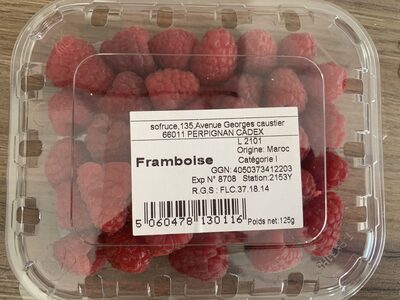 sofruce,135,Avenue Georges caustier
66011 PERPIGNAN CADEX
L 2101
Origine: Maroc
Framboise
Catégorie I
GGN: 4050373412203
Exp N° 8708 Station:2153Y
R.G.S : FLC.37.18.14
5 060478 130116
Poids net:125g